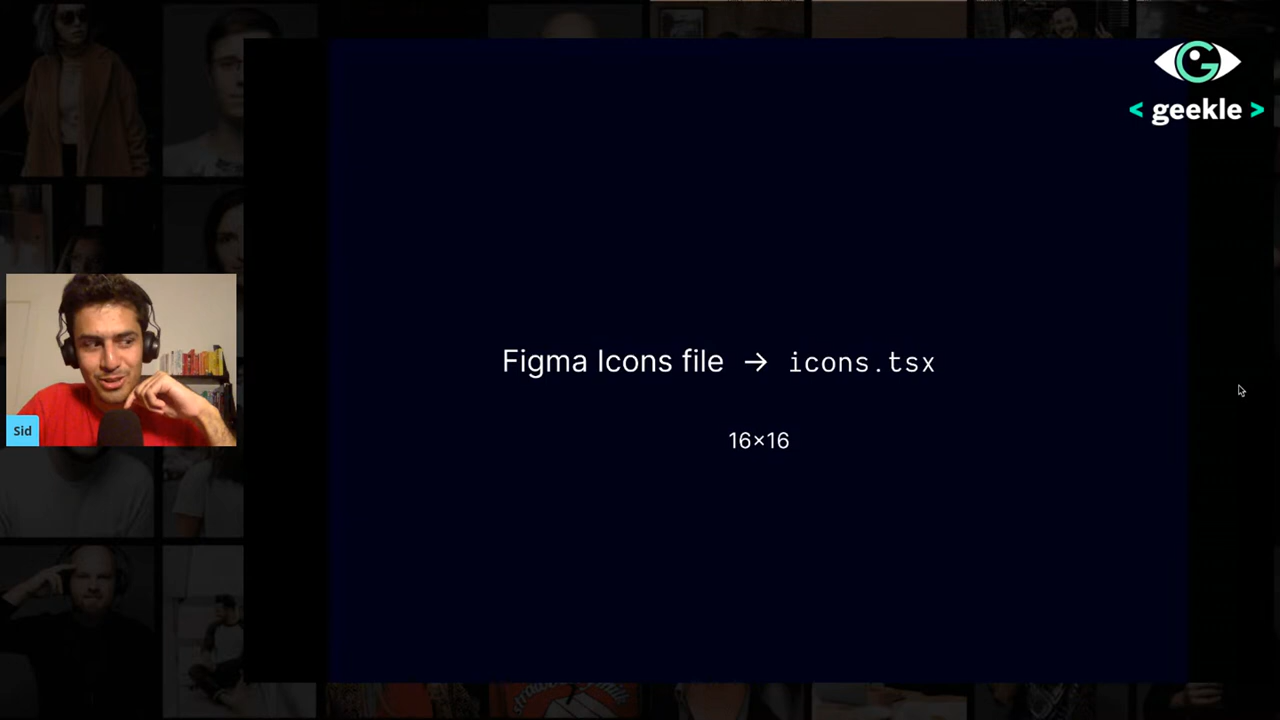 < geekle >
Figma Icons file → icons.tsx
16×16
Sid